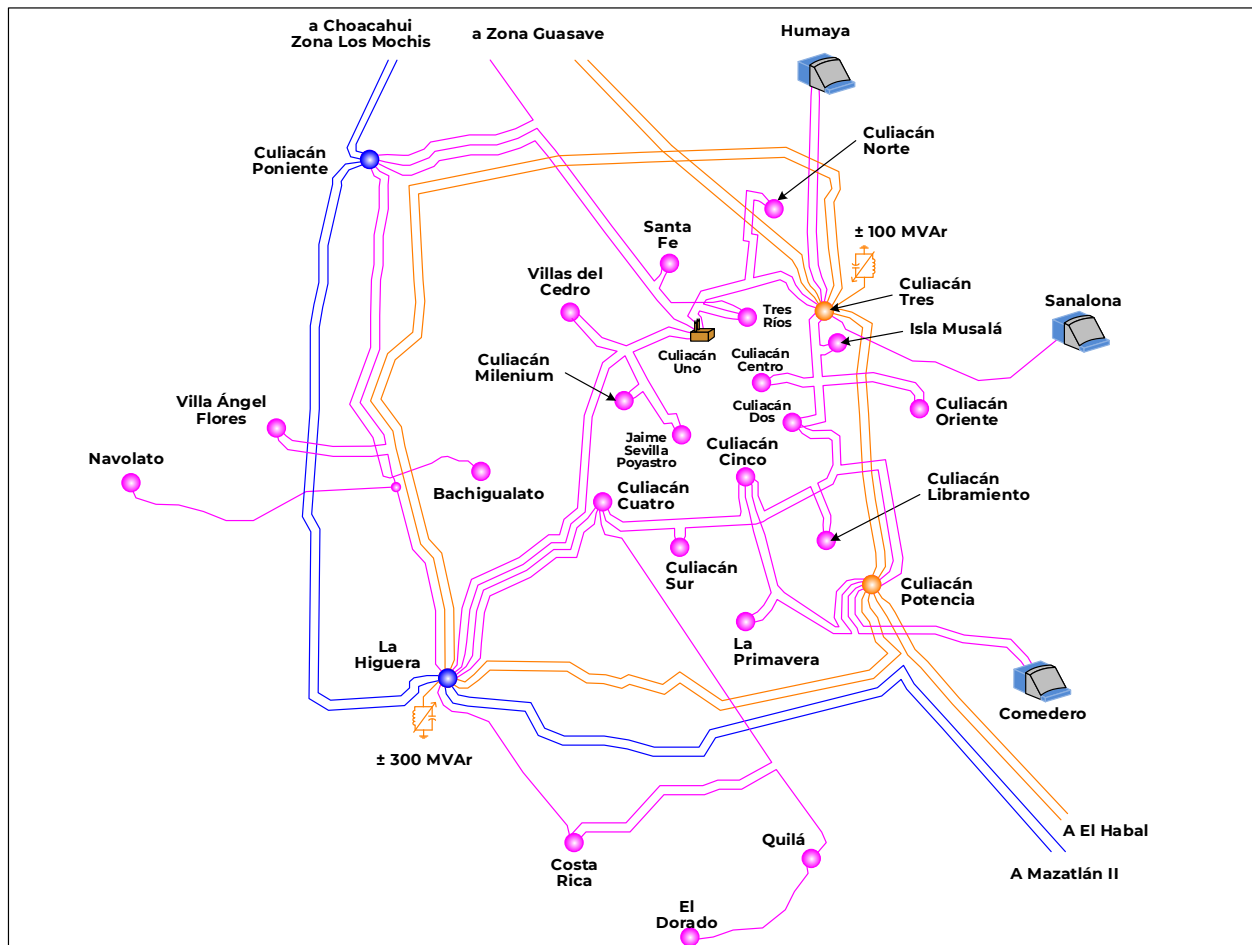 a Choacahui
Zona Los Mochis
a Zona Guasave
Humaya
Culiacán
Poniente
Culiacán
Norte
Santa
Fe
± 100 MVAr
Villas del
Cedro
Culiacán
Tres
Sanalona
Tres
Ríos
Isla Musalá
Culiacán
Uno
Culiacán
Milenium
Culiacán
Centro
Villa Ángel
Flores
Culiacán
Dos
Culiacán
Oriente
Jaime
Sevilla
Poyastro
Culiacán
Cinco
Navolato
Bachigualato
Culiacán
Cuatro
Culiacán
Libramiento
Culiacán
Sur
Culiacán
Potencia
La
Higuera
La
Primavera
Comedero
± 300 MVAr
A El Habal
Costa
Rica
Quilá
A Mazatlán II
El
Dorado